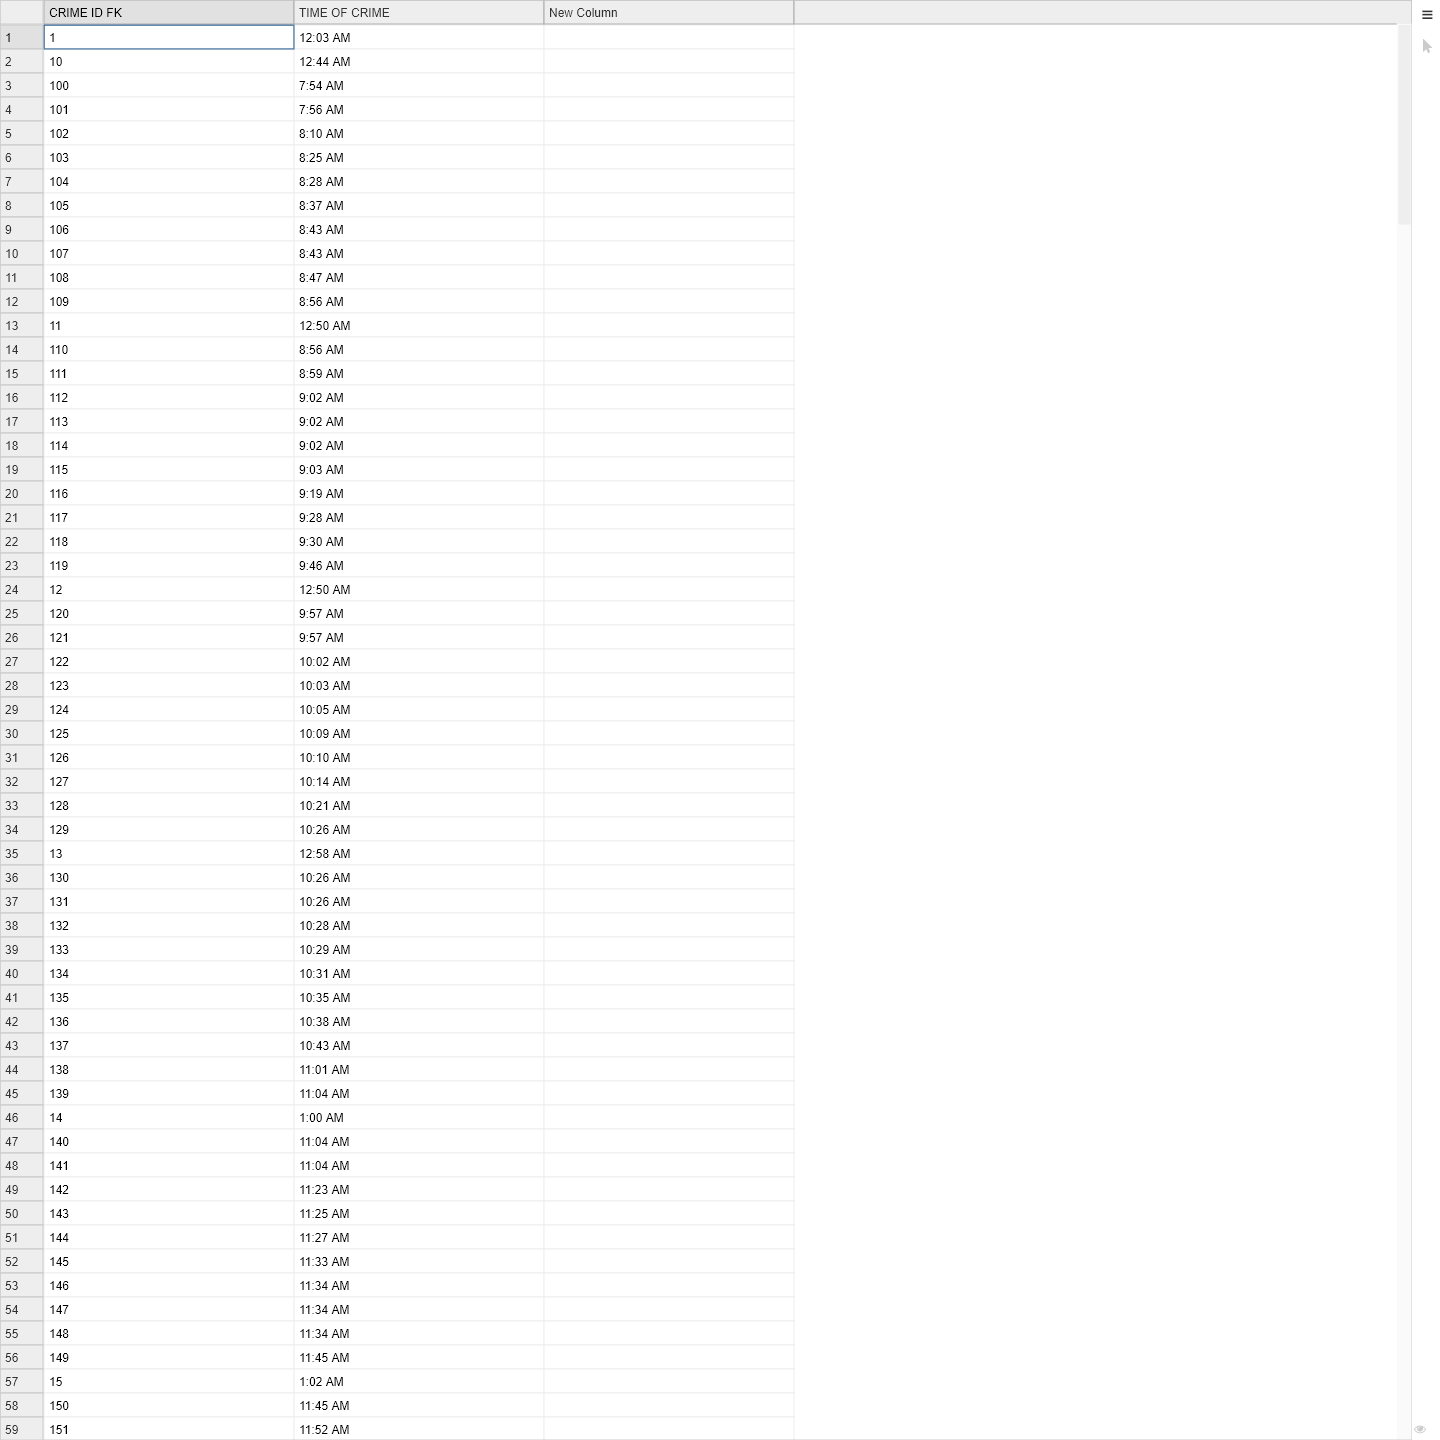 CRIME ID FK TIME OF CRIME New Column
1 1 12:03 AM
2 10 12:44 AM
3 100 7:54 AM
4 101 7:56 AM
5 102 8:10 AM
6 103 8:25 AM
7 104 8:28 AM
8 105 8:37 AM
9 106 8:43 AM
10 107 8:43 AM
11 108 8:47 AM
12 109 8:56 AM
13 11 12:50 AM
14 110 8:56 AM
15 111 8:59 AM
16 112 9:02 AM
17 113 9:02 AM
18 114 9:02 AM
19 115 9:03 AM
20 116 9:19 AM
21 117 9:28 AM
22 118 9:30 AM
23 119 9:46 AM
24 12 12:50 AM
25 120 9:57 AM
26 121 9:57 AM
27 122 10:02 AM
28 123 10:03 AM
29 124 10:05 AM
30 125 10:09 AM
31 126 10:10 AM
32 127 10:14 AM
33 128 10:21 AM
34 129 10:26 AM
35 13 12:58 AM
36 130 10:26 AM
37 131 10:26 AM
38 132 10:28 AM
39 133 10:29 AM
40 134 10:31 AM
41 135 10:35 AM
42 136 10:38 AM
43 137 10:43 AM
44 138 11:01 AM
45 139 11:04 AM
46 14 1:00 AM
47 140 11:04 AM
48 141 11:04 AM
49 142 11:23 AM
50 143 11:25 AM
51 144 11:27 AM
52 145 11:33 AM
53 146 11:34 AM
54 147 11:34 AM
55 148 11:34 AM
56 149 11:45 AM
57 15 1:02 AM
58 150 11:45 AM
59 151 11:52 AM